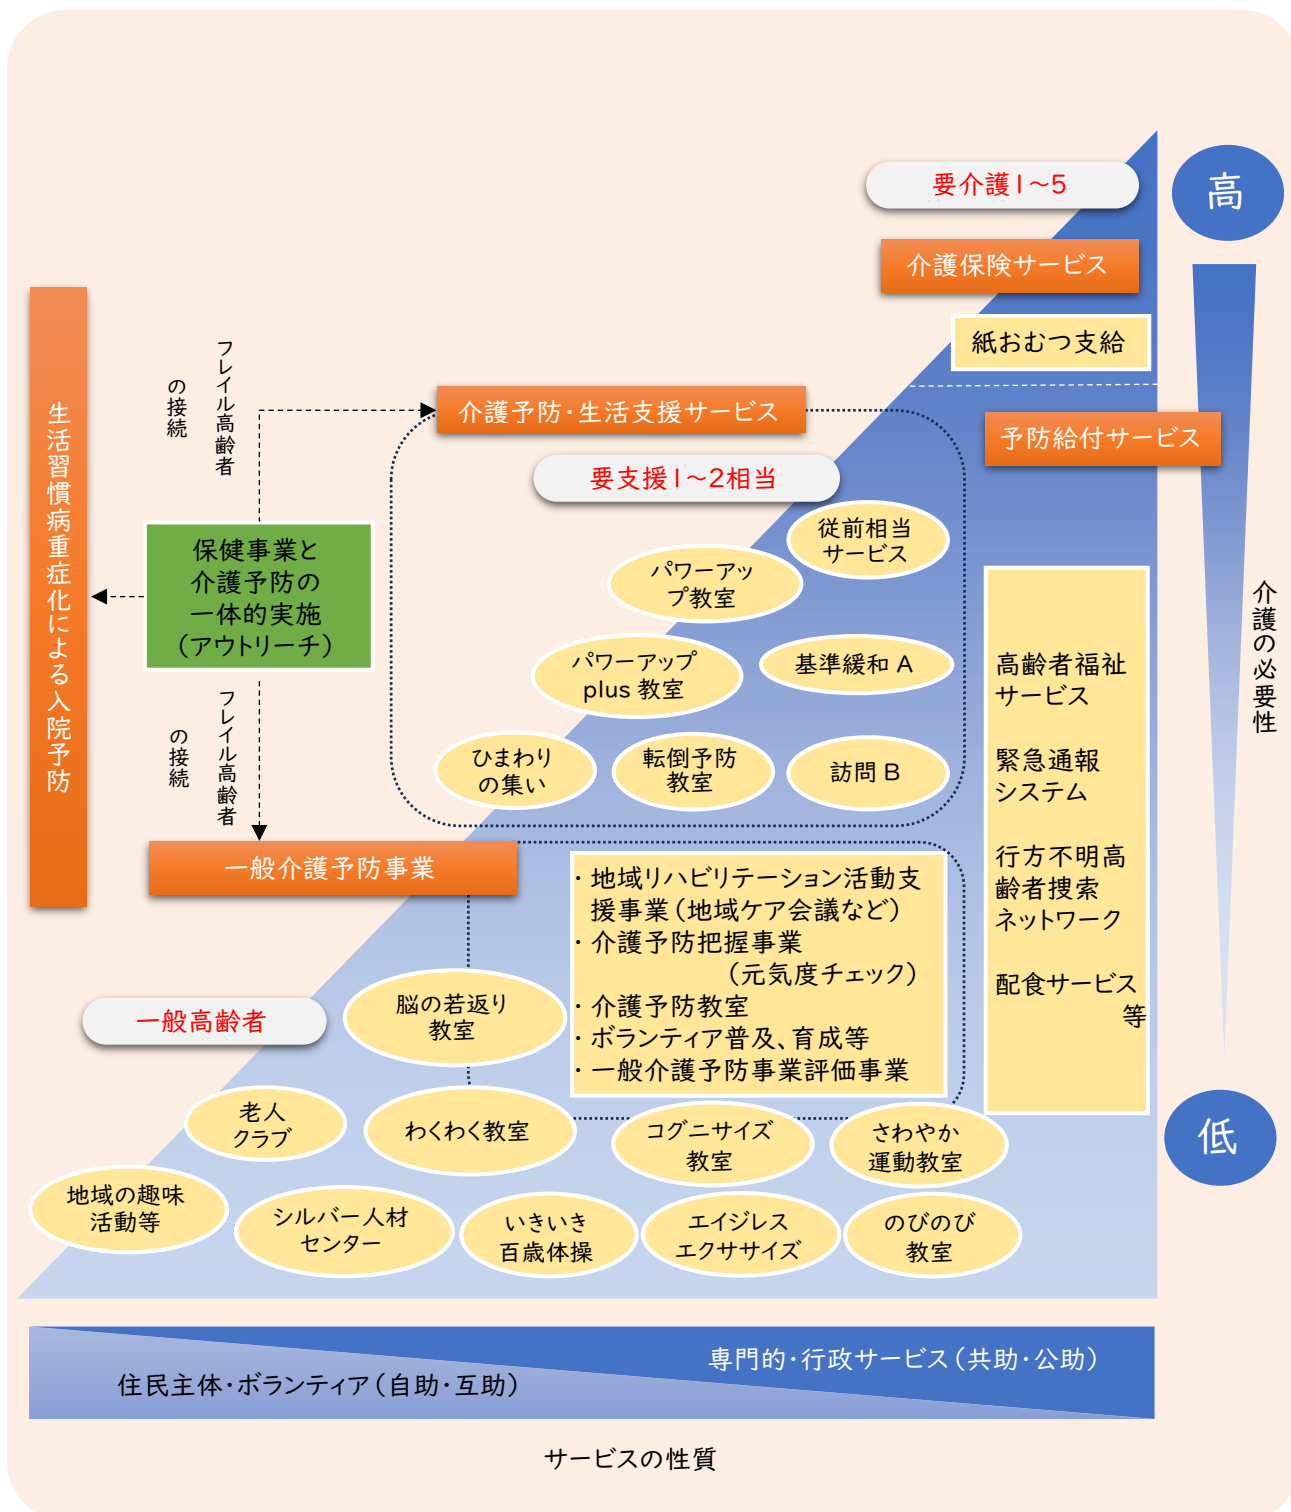 要介護1～5
高
介護保険サービス
紙おむつ支給
介護予防・生活支援サービス
予防給付サービス
要支援1～2相当
フレイル高齢者
の接続
生活習慣病重症化による入院予防
保健事業と
介護予防の
一体的実施
（アウトリーチ）
フレイル高齢者
の接続
従前相当
サービス
パワーアッ
プ教室
パワーアップ
plus 教室
基準緩和 A
ひまわり
の集い
転倒予防
教室
訪問 B
高齢者福祉
サービス
緊急通報
システム
行方不明高
齢者捜索
ネットワーク
配食サービス
等
介護の必要性
一般介護予防事業
・地域リハビリテーション活動支
援事業（地域ケア会議など）
・介護予防把握事業
（元気度チェック）
・介護予防教室
・ボランティア普及、育成等
・一般介護予防事業評価事業
一般高齢者
脳の若返り
教室
老人
クラブ
わくわく教室
コグニサイズ
教室
さわやか
運動教室
低
地域の趣味
活動等
シルバー人材
センター
いきいき
百歳体操
エイジレス
エクササイズ
のびのび
教室
専門的・行政サービス（共助・公助）
住民主体・ボランティア（自助・互助）
サービスの性質